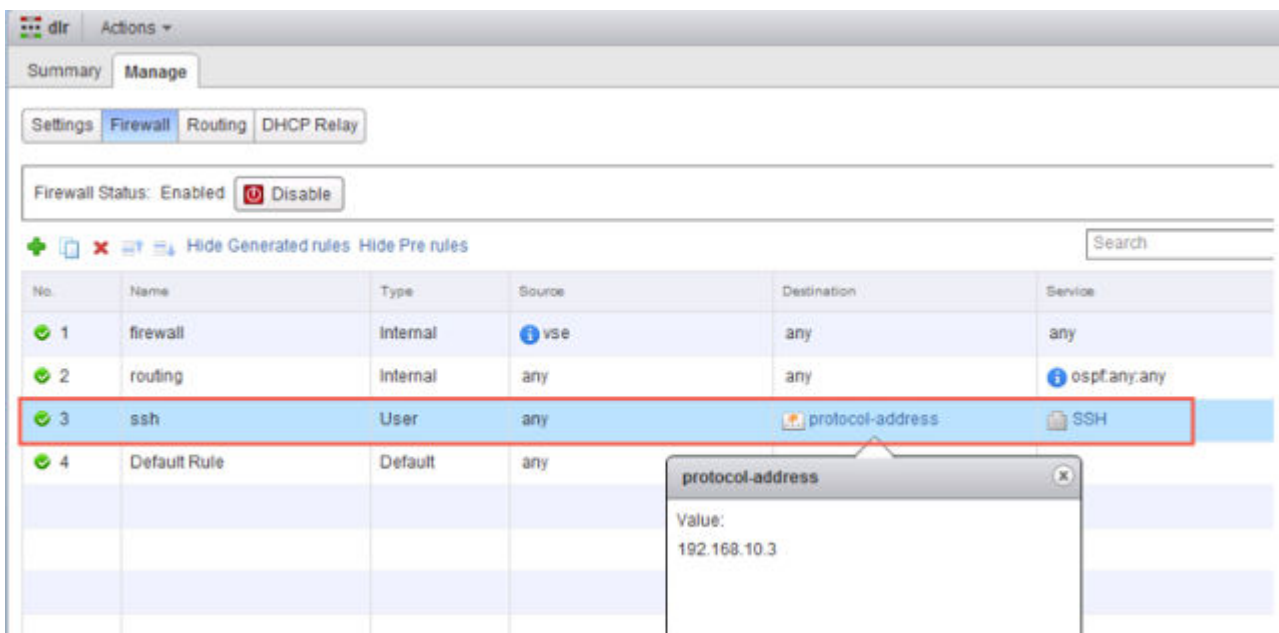 dlr Actions
Summary Manage
Settings Firewall Routing DHCP Relay
Firewall Status: Enabled Disable
Hide Generated rules Hide Pre rules Search
No. Name Type Source Destination Service
1 firewall Internal vse any any
2 routing Internal any any ospf:any:any
3 ssh User any protocol-address SSH
4 Default Rule Default any
protocol-address
Value:
192.168.10.3